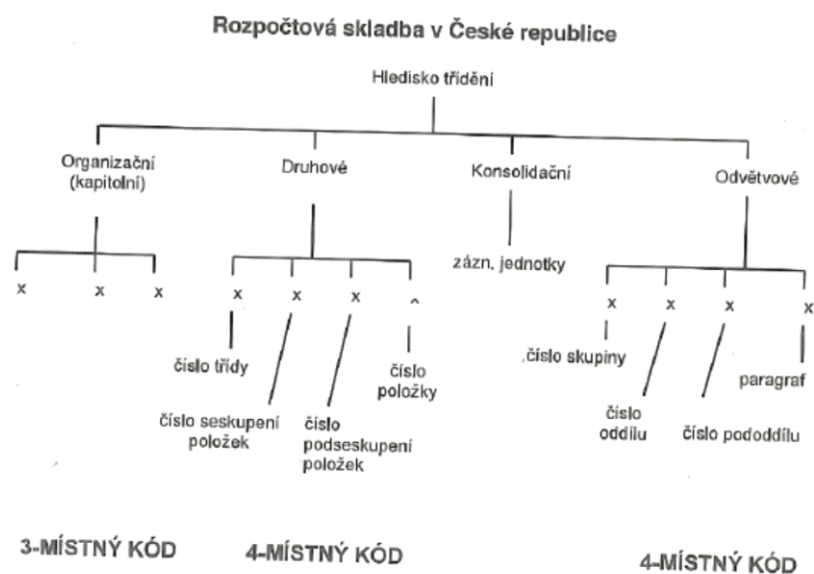 Rozpočtová skladba v České republice
Hledisko třídění
Organizační
(kapitolní)
Druhové
Konsolidační
Odvětvové
x x x
x x x ^
zázn. jednotky
x x x x
číslo třídy
číslo seskupení
položek
číslo
podseskupení
položek
číslo
položky
číslo skupiny
číslo
oddílu
číslo pododdílu
paragraf
3-MÍSTNÝ KÓD
4-MÍSTNÝ KÓD
4-MÍSTNÝ KÓD